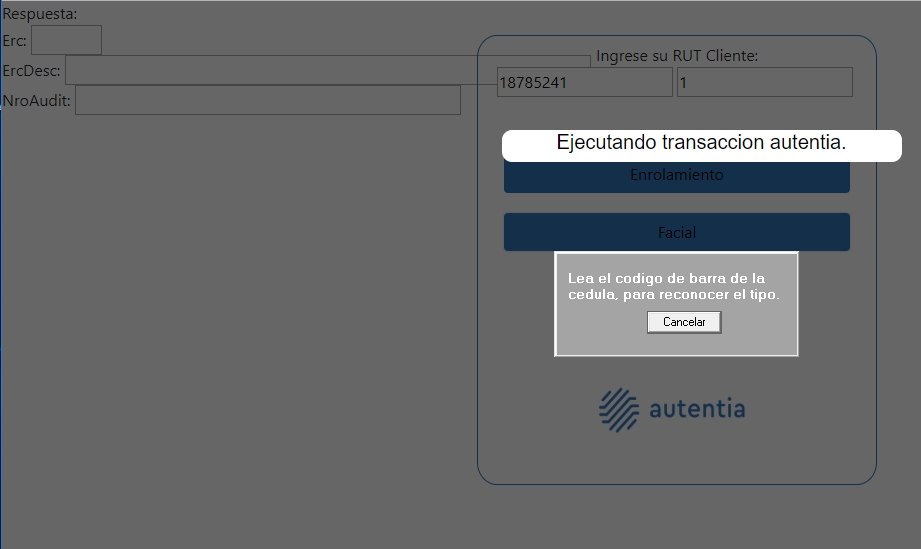 Respuesta:
Erc:
ErcDesc:
NroAudit:
Ingrese su RUT Cliente:
18785241 1
Ejecutando transaccion autentia.
Enrolamiento
Facial
Lea el codigo de barra de la
cedula, para reconocer el tipo.
Cancelar
autentia